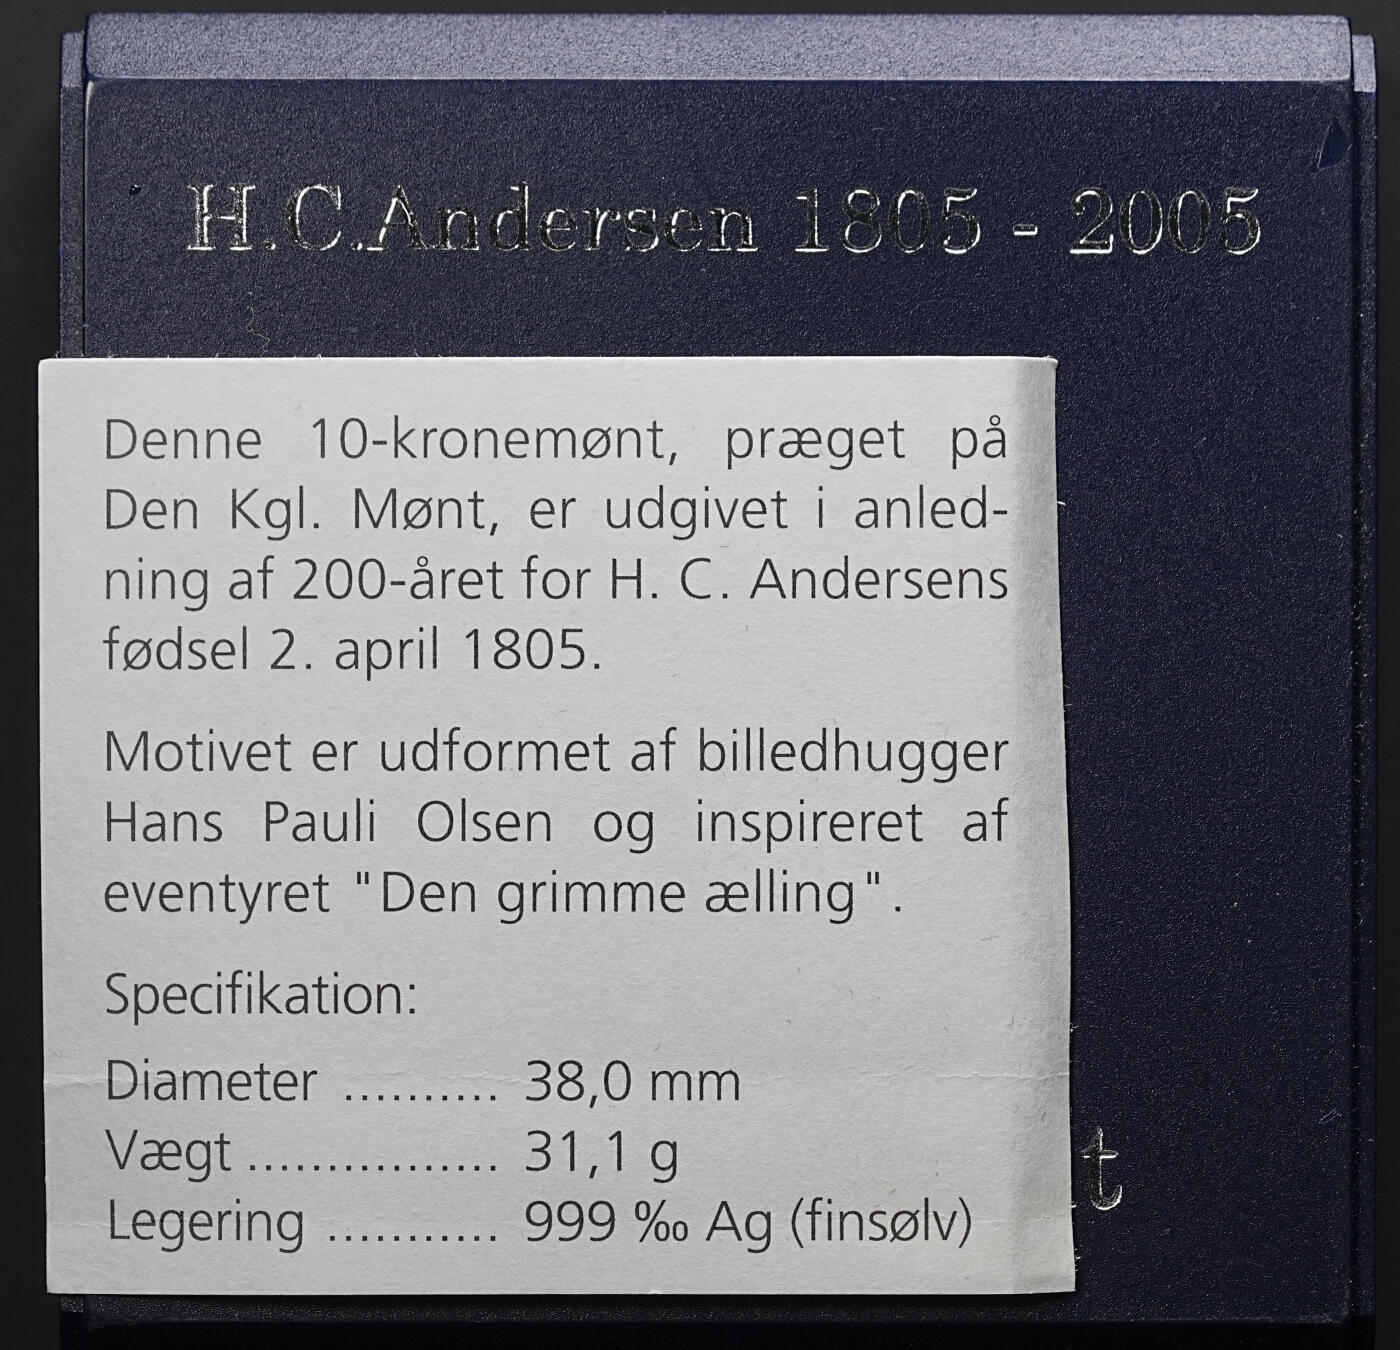 H.C.Andersen 1805 - 2005
Denne 10-kronemønt, præget på
Den Kgl. Mønt, er udgivet i anled-
ning af 200-året for H. C. Andersens
fødsel 2. april 1805.
Motivet er udformet af billedhugger
Hans Pauli Olsen og inspireret af
eventyret "Den grimme ælling".
Specifikation:
Diameter .......... 38,0 mm
Vægt ................ 31,1 g
Legering ........... 999 ‰ Ag (finsølv)